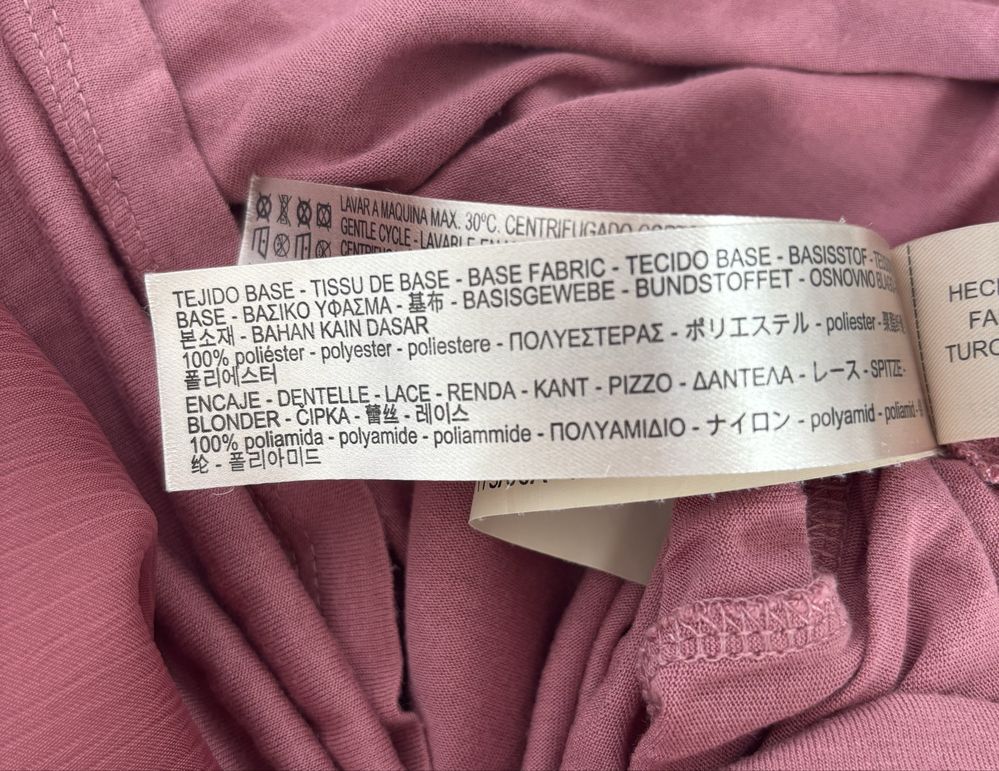 LAVAR A MAQUINA MAX. 30ºC. CENTRIFUGADO
GENTLE CYCLE - LAVABLE
TEJIDO BASE - TISSU DE BASE - BASE FABRIC - TECIDO BASE - BASISSTOF -
BASE - ΒΑΣΙΚΟ ΥΦΑΣΜΑ - 基布 - BASISGEWEBE - BUNDSTOFFET - OSNOVNO
본소재 - BAHAN KAIN DASAR
100% poliéster - polyester - poliestere - ΠΟΛΥΕΣΤΕΡΑΣ - ポリエステル - poliester -
폴리에스터
ENCAJE - DENTELLE - LACE - RENDA - KANT - PIZZO - ΔΑΝΤΕΛΑ - レース - SPITZE -
BLONDER - ČIPKA - 蕾丝 - 레이스
100% poliamida - polyamide - poliammide - ΠΟΛΥΑΜΙΔΙΟ - ナイロン - polyamid - poliamid -
纶 - 폴리아미드